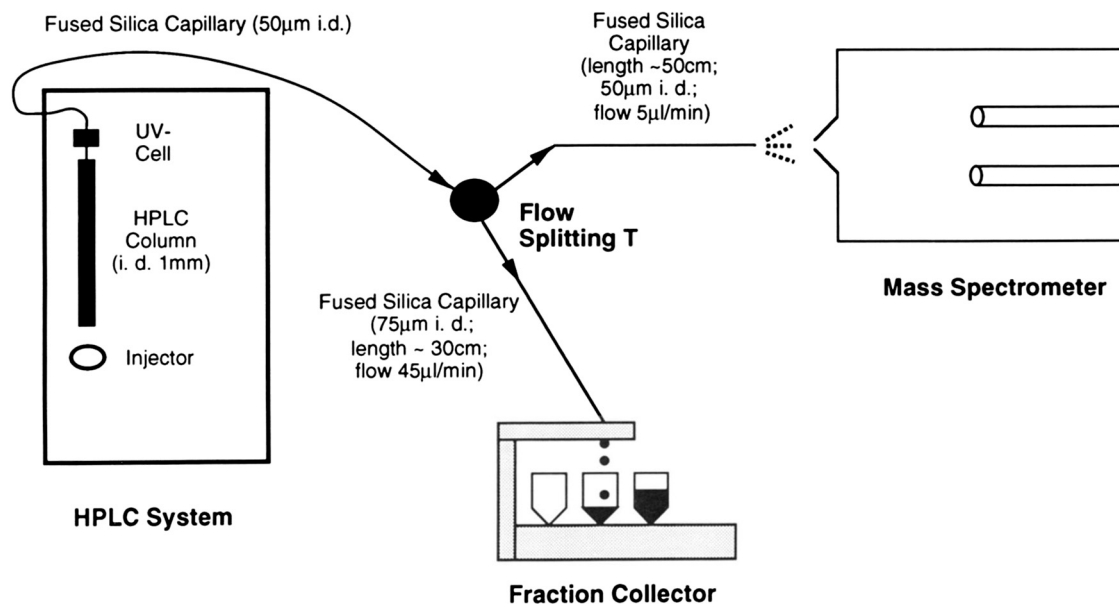 Fused Silica Capillary (50µm i.d.)
Fused Silica
Capillary
(length ~50cm;
50µm i. d.;
flow 5µl/min)
UV-
Cell
HPLC
Column
(i. d. 1mm)
Injector
HPLC System
Flow
Splitting T
Fused Silica Capillary
(75µm i. d.;
length ~ 30cm;
flow 45µl/min)
Mass Spectrometer
Fraction Collector